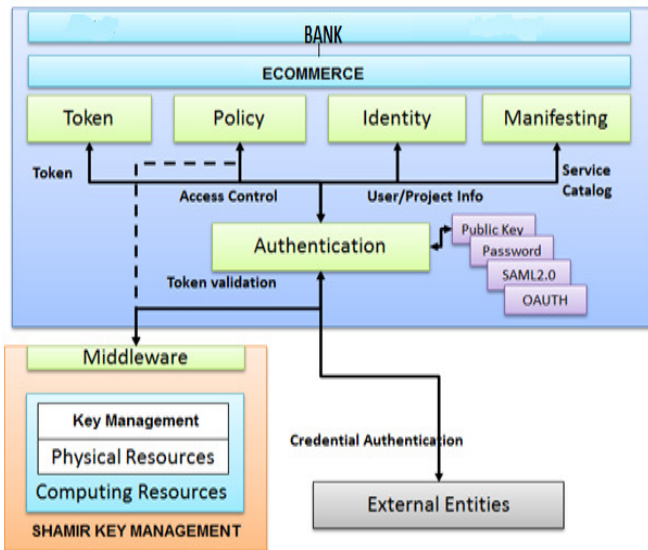 BANK
ECOMMERCE
Token
Policy
Identity
Manifesting
Token
Access Control
User/Project Info
Service
Catalog
Authentication
Public Key
Password
SAML2.0
OAUTH
Token validation
Middleware
Key Management
Physical Resources
Computing Resources
SHAMIR KEY MANAGEMENT
Credential Authentication
External Entities